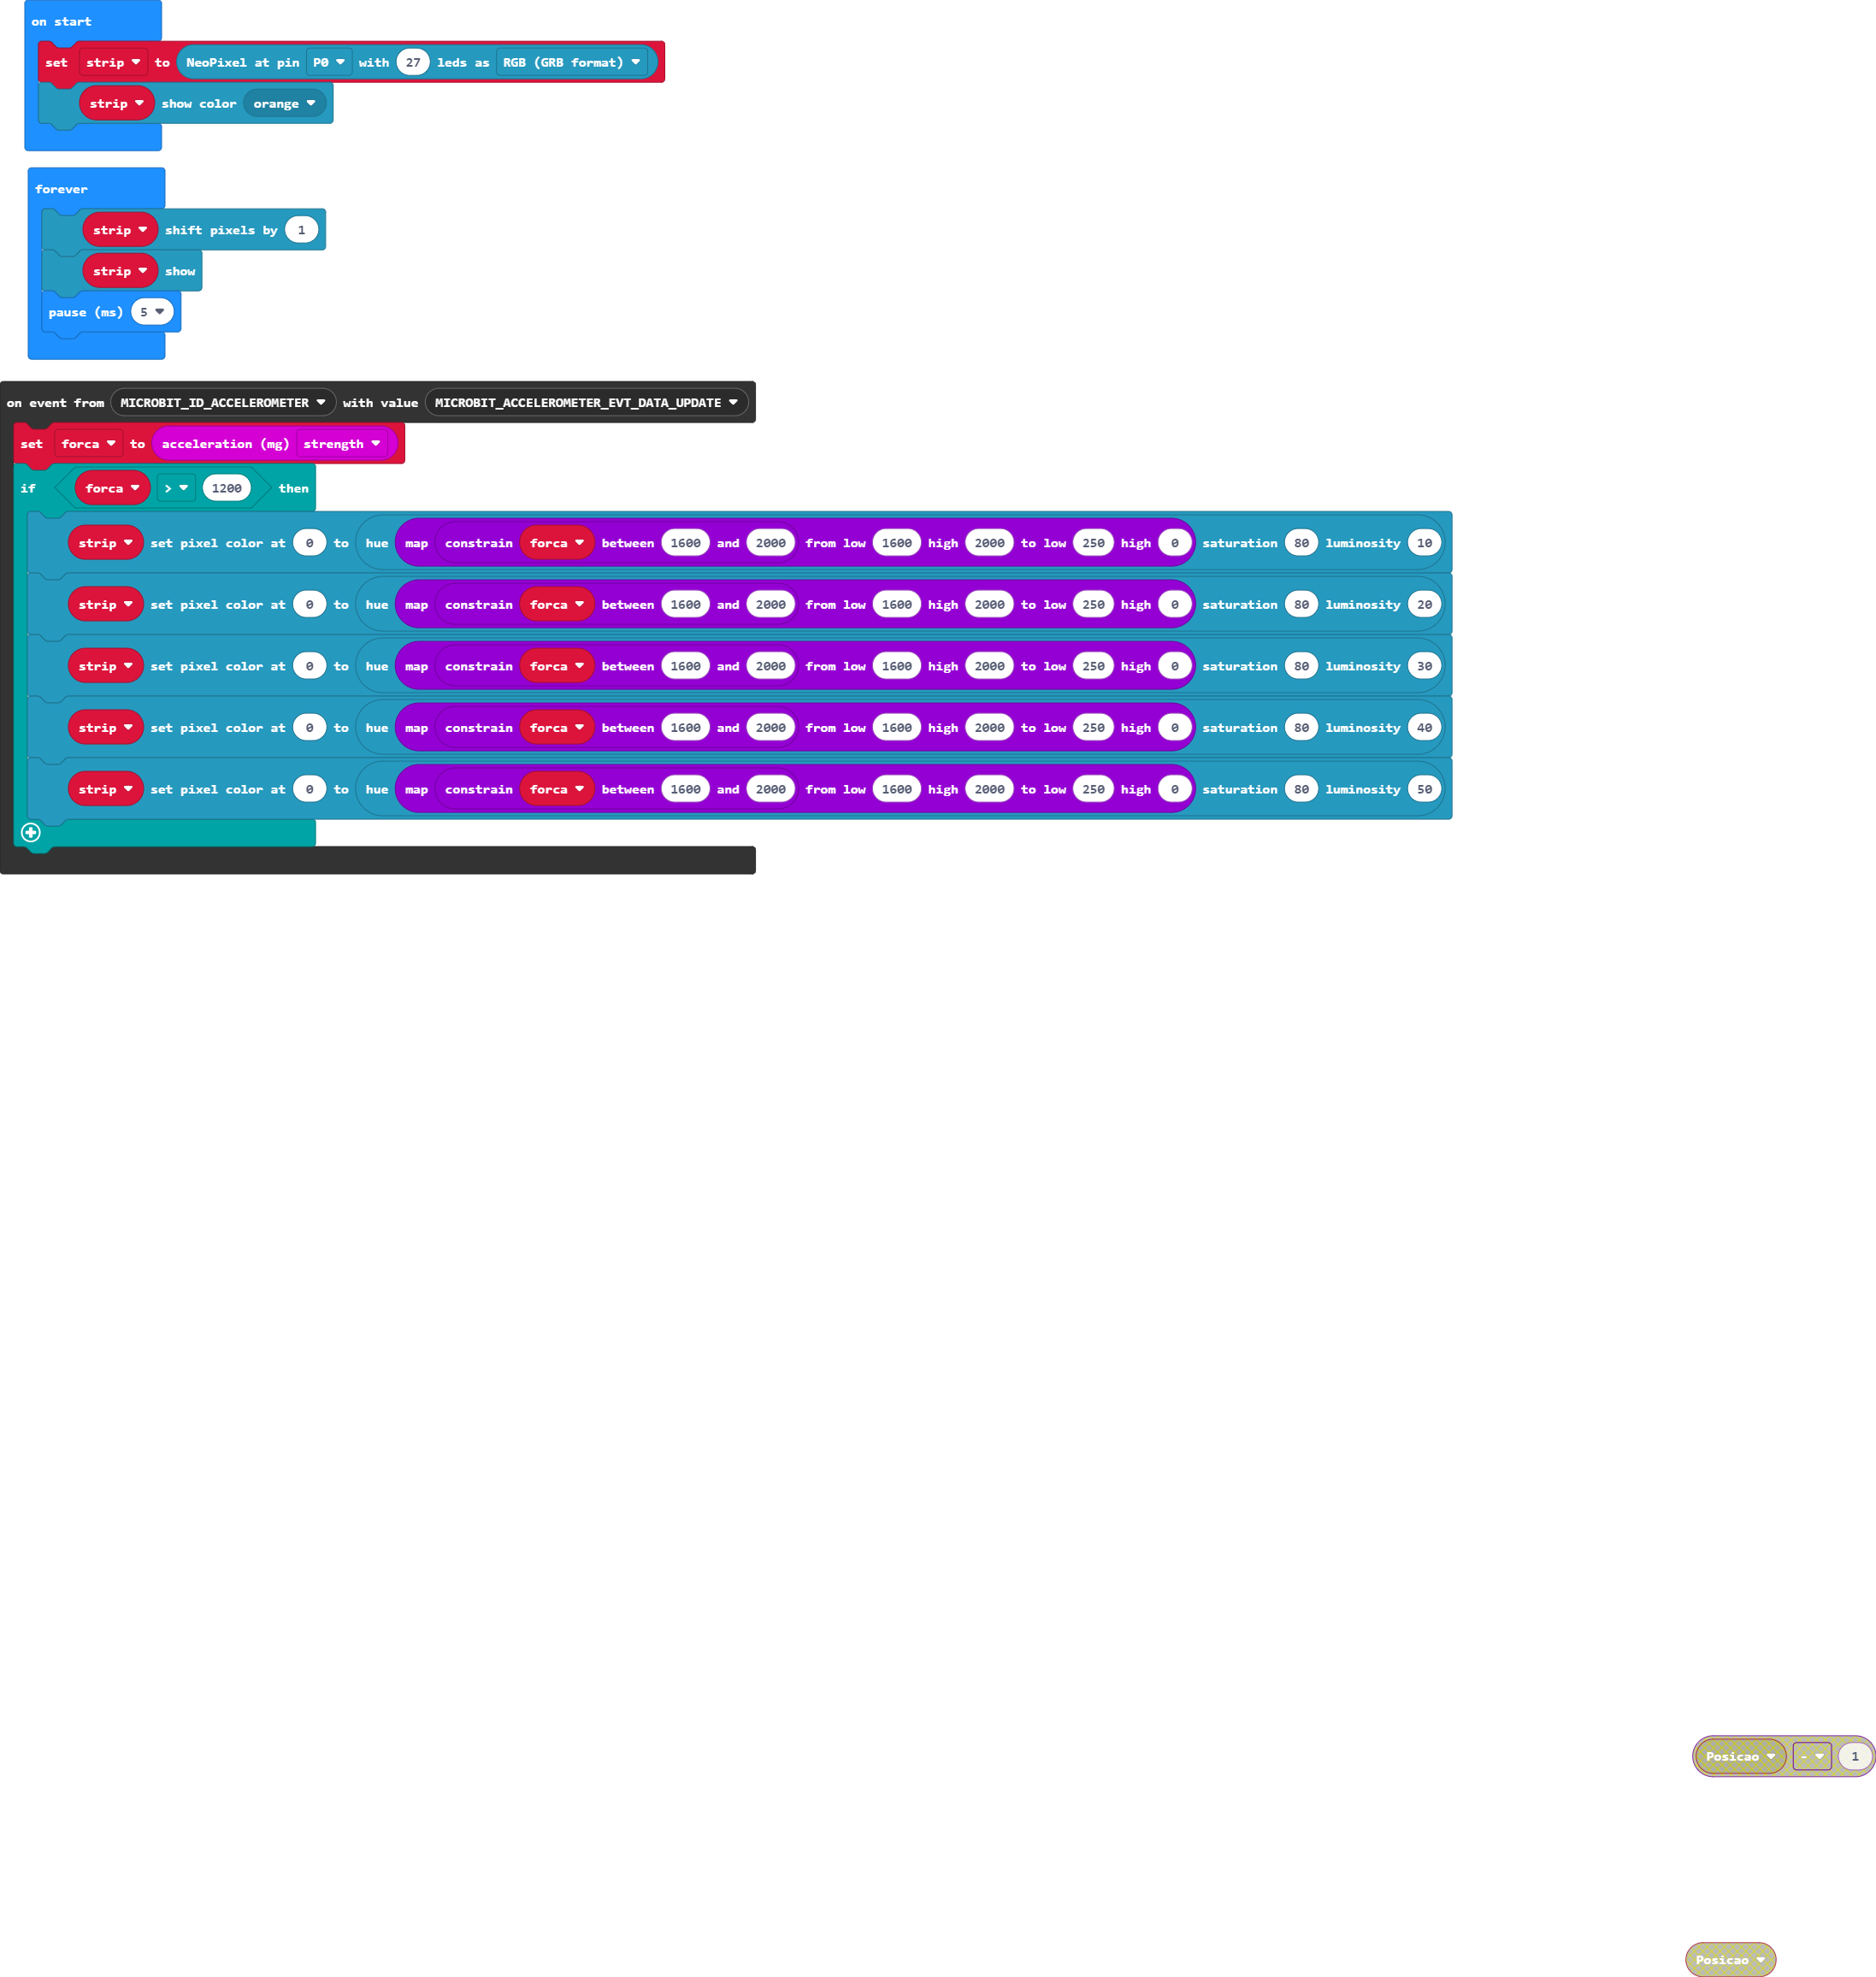 on start
set strip to NeoPixel at pin P0 with 27 leds as RGB (GRB format)
strip show color orange
forever
strip shift pixels by 1
strip show
pause (ms) 5
on event from MICROBIT_ID_ACCELEROMETER with value MICROBIT_ACCELEROMETER_EVT_DATA_UPDATE
set forca to acceleration (mg) strength
if forca > 1200 then
strip set pixel color at 0 to hue map constrain forca between 1600 and 2000 from low 1600 high 2000 to low 250 high 0 saturation 80 luminosity 10
strip set pixel color at 0 to hue map constrain forca between 1600 and 2000 from low 1600 high 2000 to low 250 high 0 saturation 80 luminosity 20
strip set pixel color at 0 to hue map constrain forca between 1600 and 2000 from low 1600 high 2000 to low 250 high 0 saturation 80 luminosity 30
strip set pixel color at 0 to hue map constrain forca between 1600 and 2000 from low 1600 high 2000 to low 250 high 0 saturation 80 luminosity 40
strip set pixel color at 0 to hue map constrain forca between 1600 and 2000 from low 1600 high 2000 to low 250 high 0 saturation 80 luminosity 50
Posicao - 1
Posicao